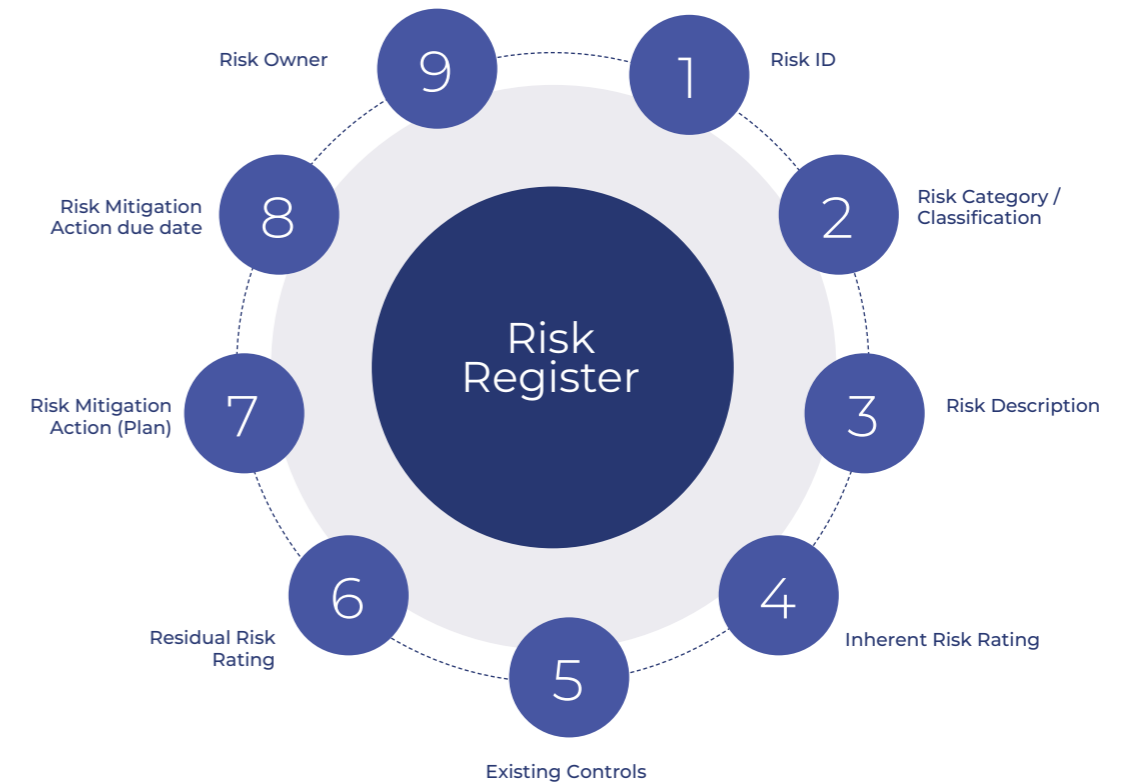 Risk
Register
1
Risk ID
2
Risk Category /
Classification
3
Risk Description
4
Inherent Risk Rating
5
Existing Controls
6
Residual Risk
Rating
7
Risk Mitigation
Action (Plan)
8
Risk Mitigation
Action due date
9
Risk Owner